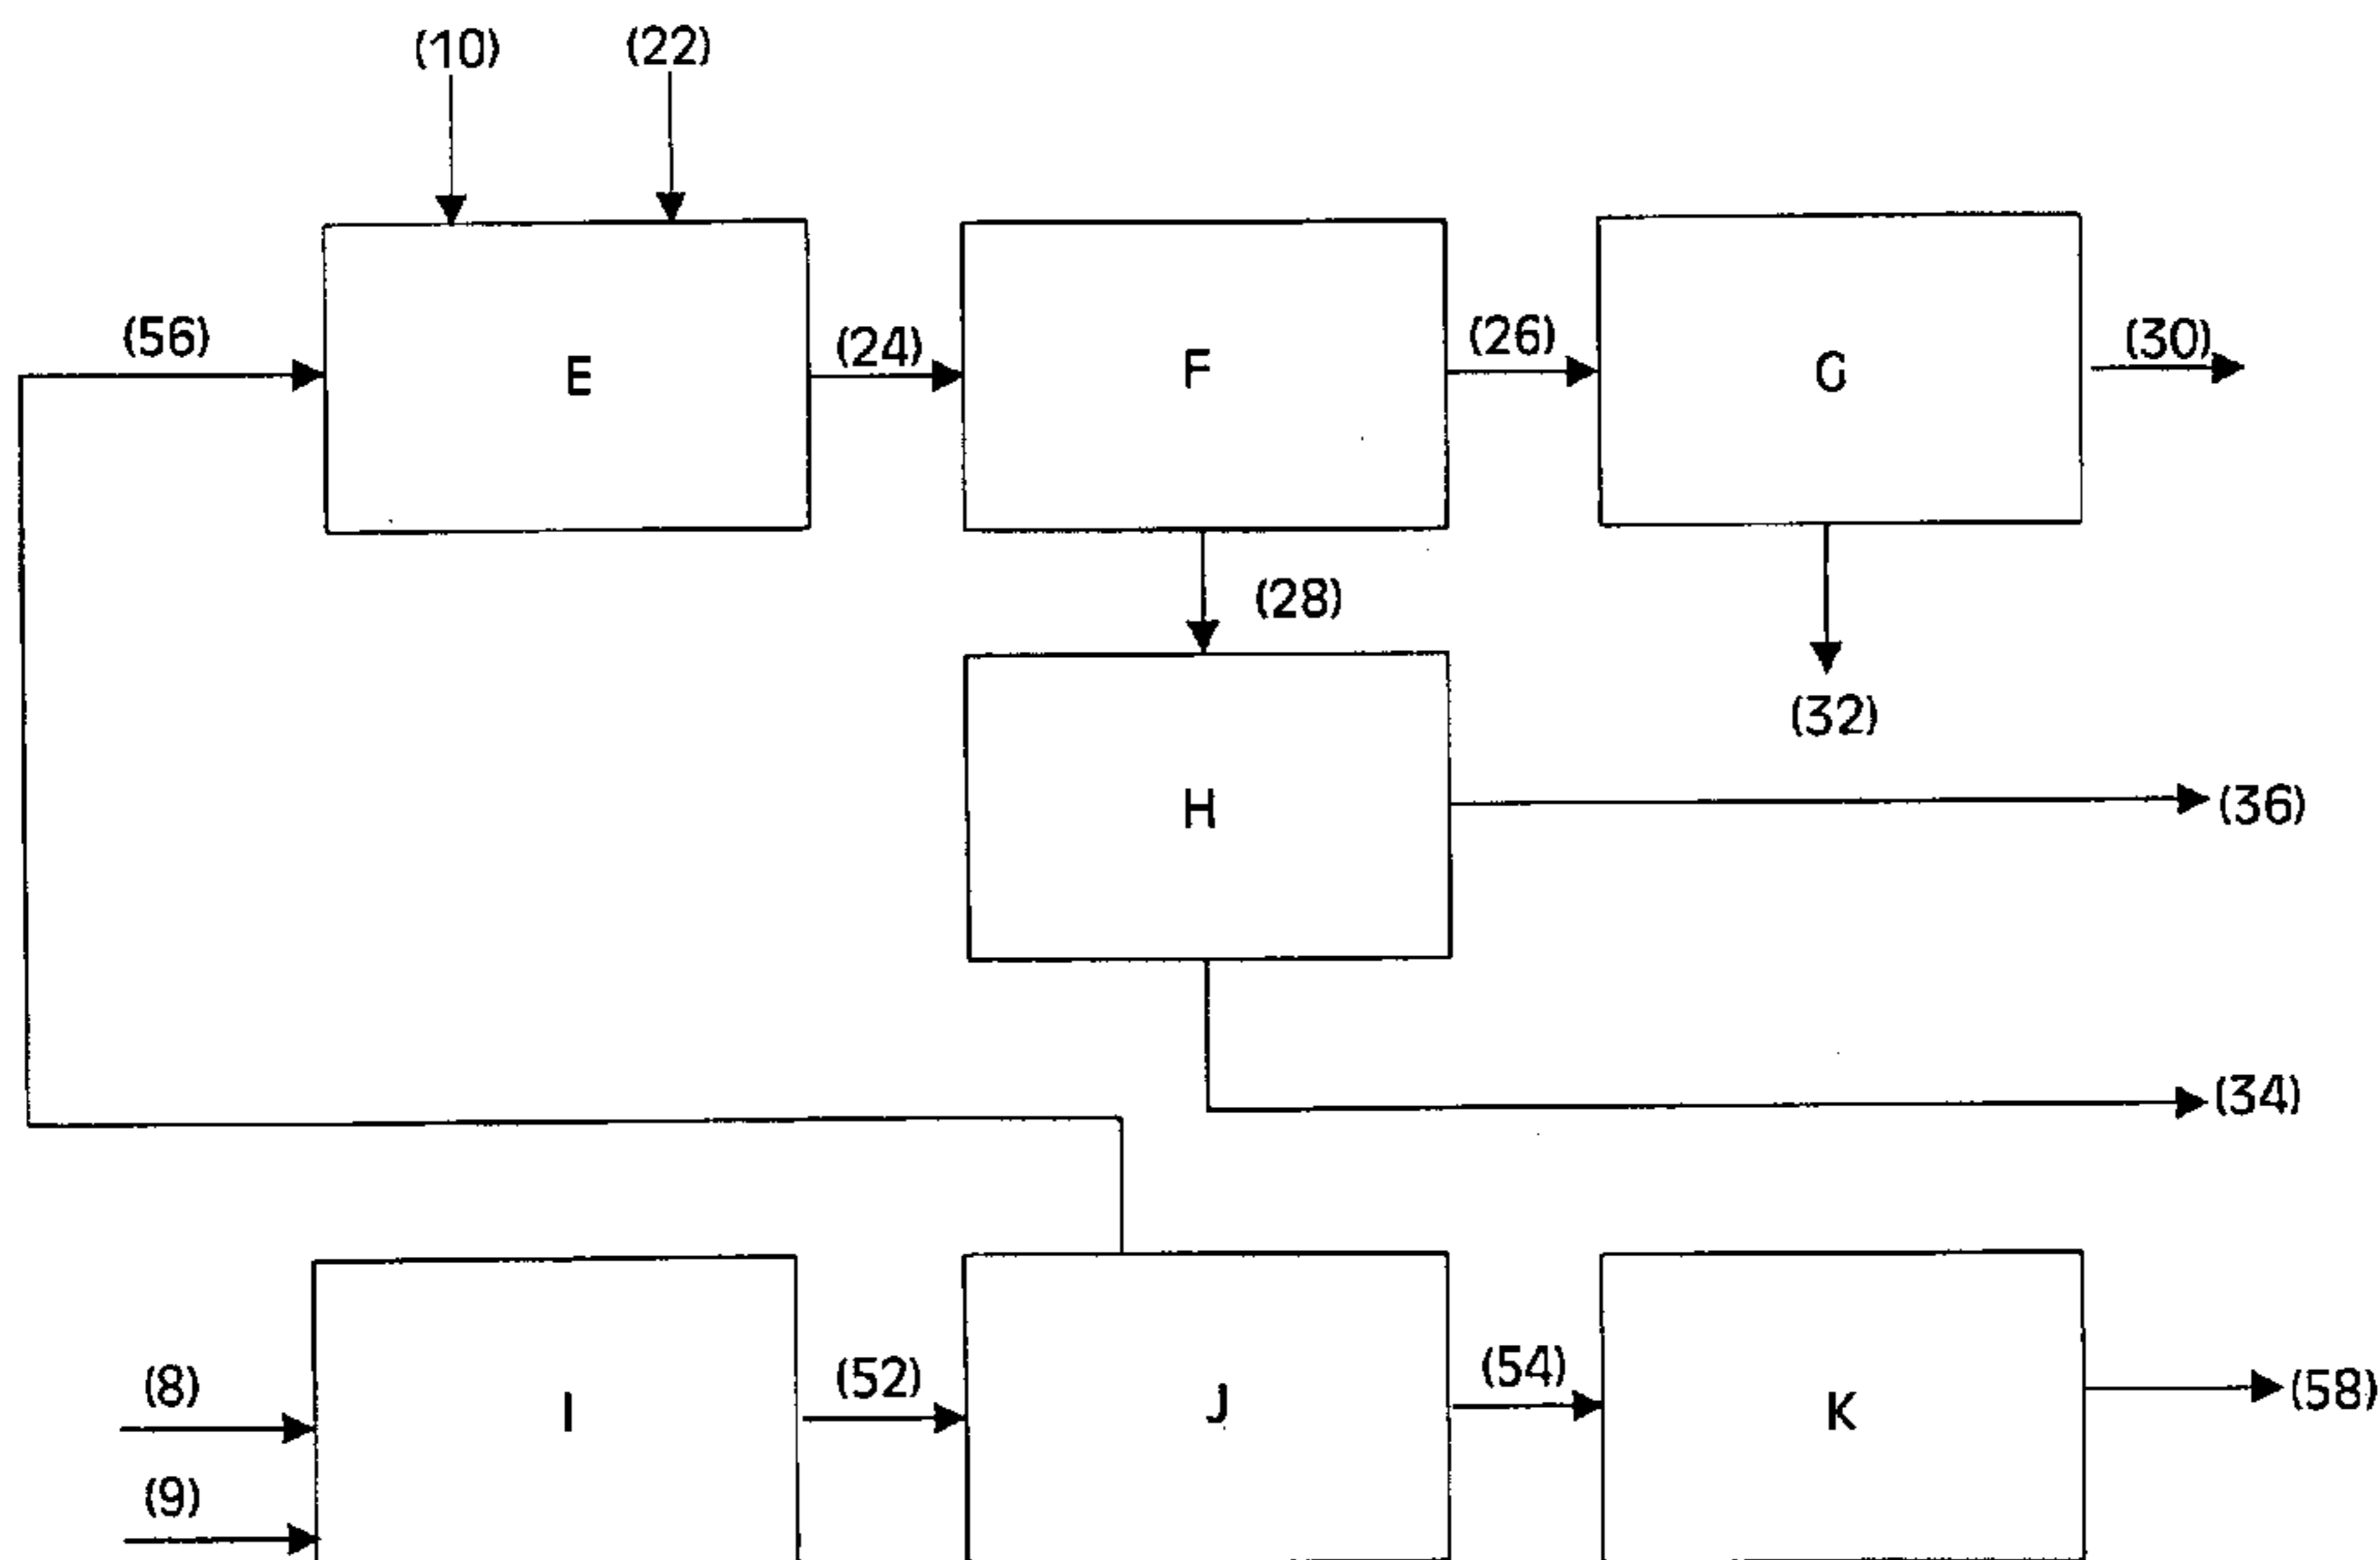 (10) (22)
(56) E (24) F (26) G (30)
(28)
(32)
H (36)
(34)
(8) I (52) J (54) K (58)
(9)